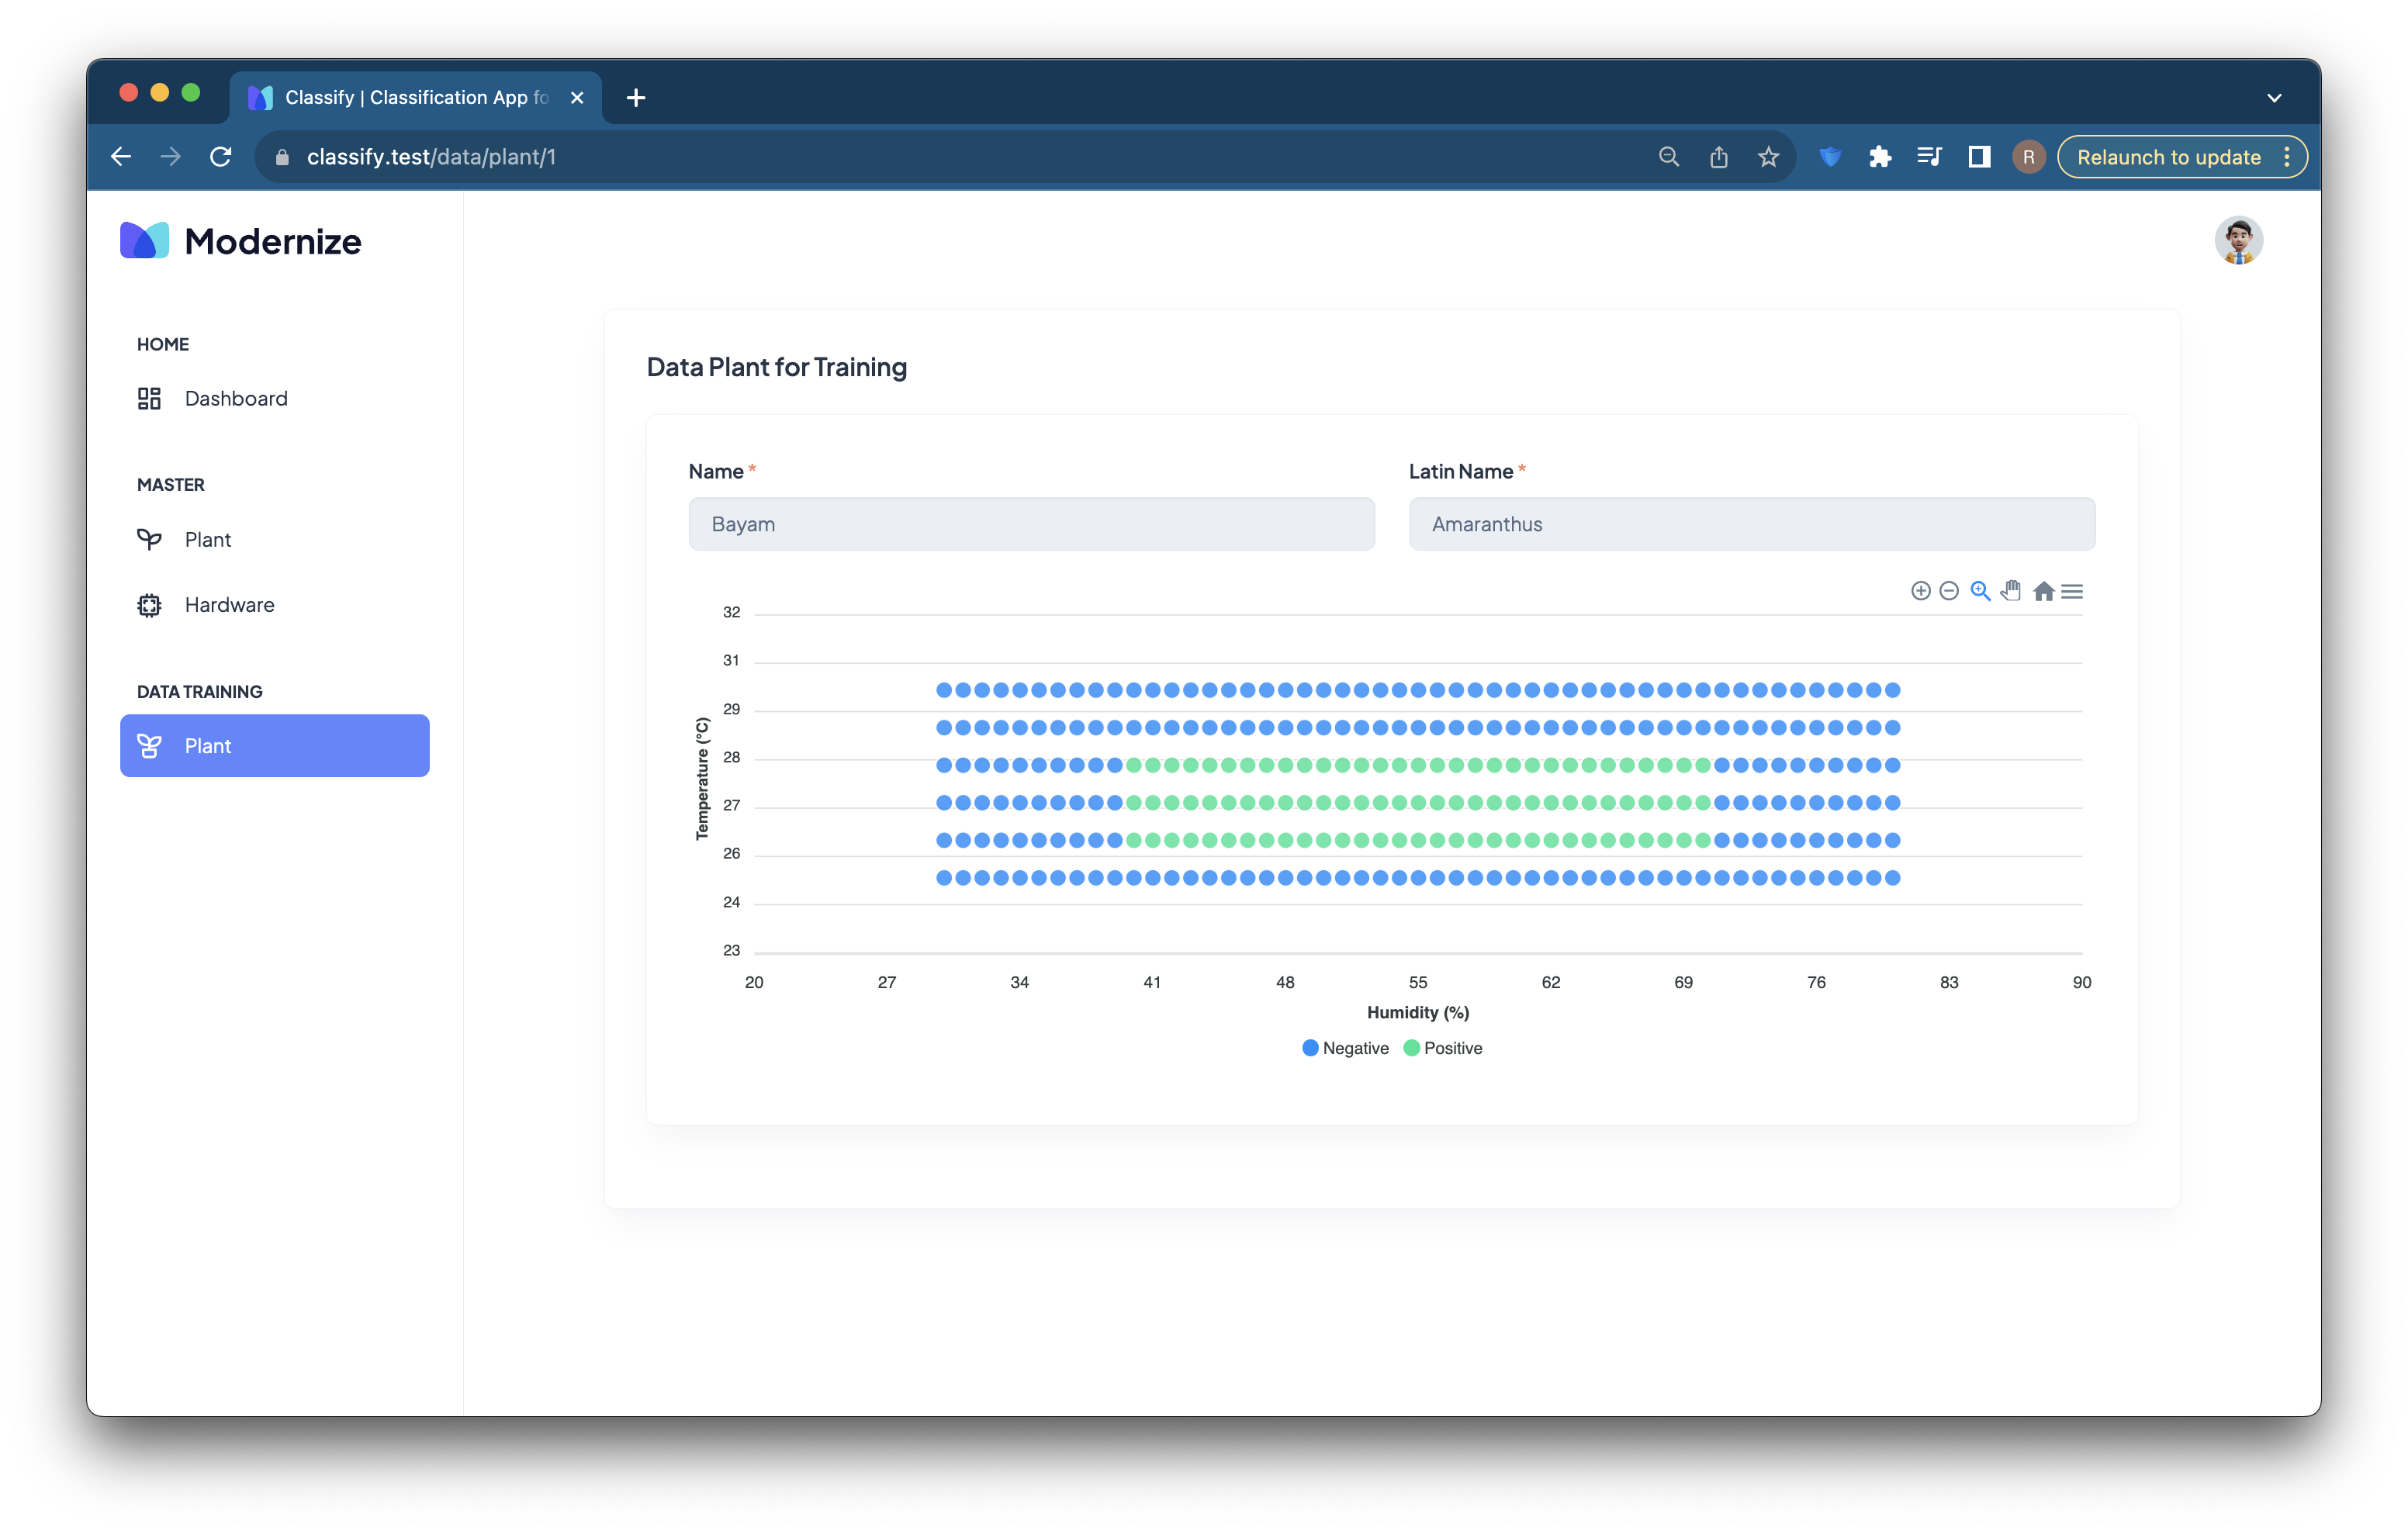 Classify | Classification App fo
classify.test/data/plant/1
R
Relaunch to update
Modernize
HOME
Dashboard
MASTER
Plant
Hardware
DATA TRAINING
Plant
Data Plant for Training
Name *
Latin Name *
Bayam
Amaranthus
32
31
29
28
27
26
24
23
Temperature (°C)
20 27 34 41 48 55 62 69 76 83 90
Humidity (%)
Negative Positive